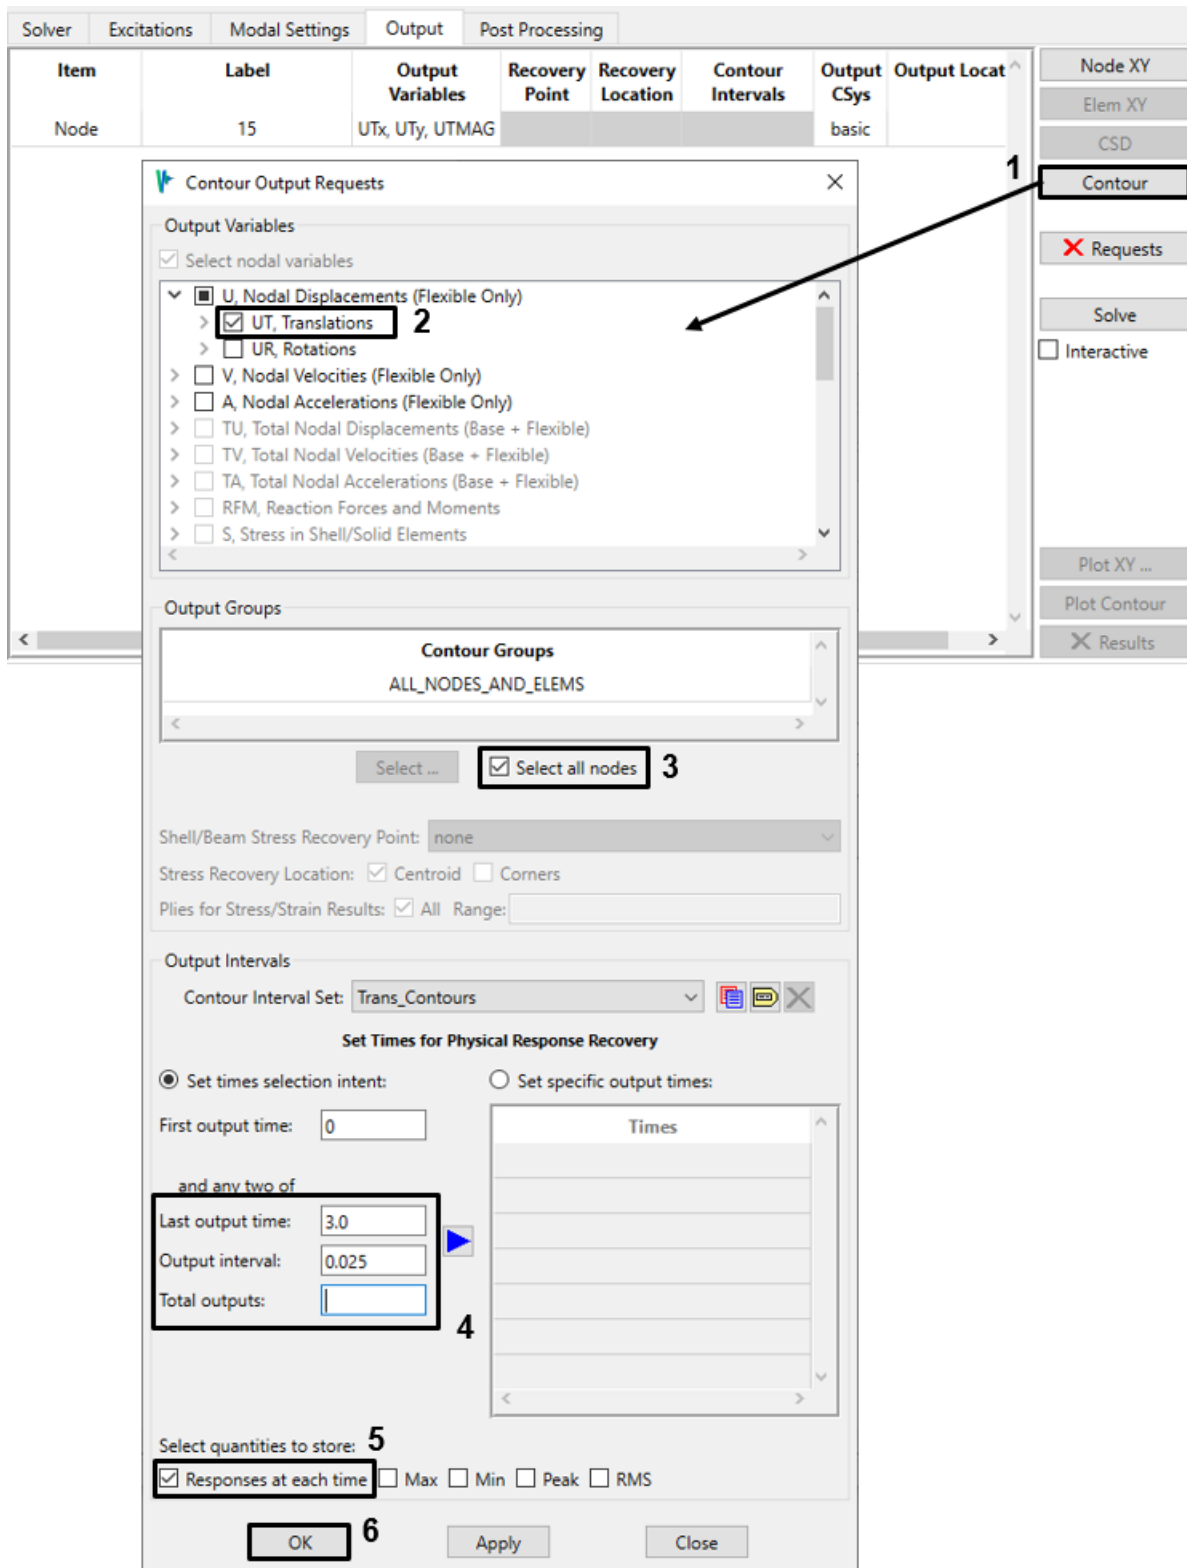 Solver Excitations Modal Settings Output Post Processing
Item Label Output Variables Recovery Point Recovery Location Contour Intervals Output CSys Output Locat
Node 15 UTx, UTy, UTMAG basic
Node XY
Elem XY
CSD
1 Contour
Requests
Solve
Interactive
Plot XY ...
Plot Contour
Results
Contour Output Requests
Output Variables
Select nodal variables
U, Nodal Displacements (Flexible Only)
UT, Translations 2
UR, Rotations
V, Nodal Velocities (Flexible Only)
A, Nodal Accelerations (Flexible Only)
TU, Total Nodal Displacements (Base + Flexible)
TV, Total Nodal Velocities (Base + Flexible)
TA, Total Nodal Accelerations (Base + Flexible)
RFM, Reaction Forces and Moments
S, Stress in Shell/Solid Elements
Output Groups
Contour Groups
ALL_NODES_AND_ELEMS
Select ... Select all nodes 3
Shell/Beam Stress Recovery Point: none
Stress Recovery Location: Centroid Corners
Plies for Stress/Strain Results: All Range:
Output Intervals
Contour Interval Set: Trans_Contours
Set Times for Physical Response Recovery
Set times selection intent: Set specific output times:
First output time: 0 Times
and any two of
Last output time: 3.0
Output interval: 0.025
Total outputs:
4
Select quantities to store: 5
Responses at each time Max Min Peak RMS
OK 6 Apply Close